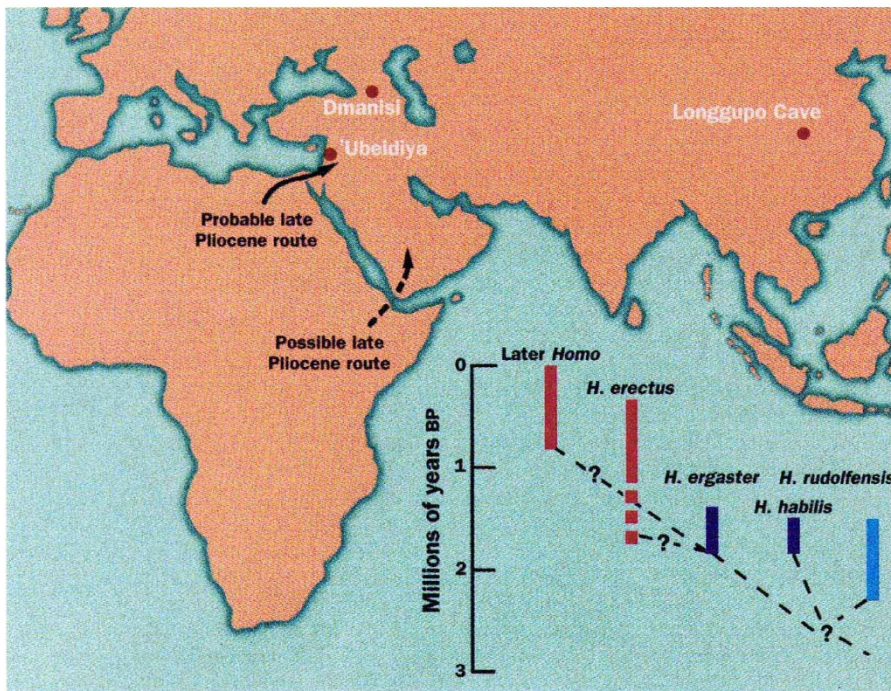 Dmanisi
Longgupo Cave
'Ubeidiya
Probable late
Pliocene route
Possible late
Pliocene route
Later Homo
0
H. erectus
Millions of years BP
1
?
H. ergaster
H. rudolfensis
H. habilis
?
2
?
3